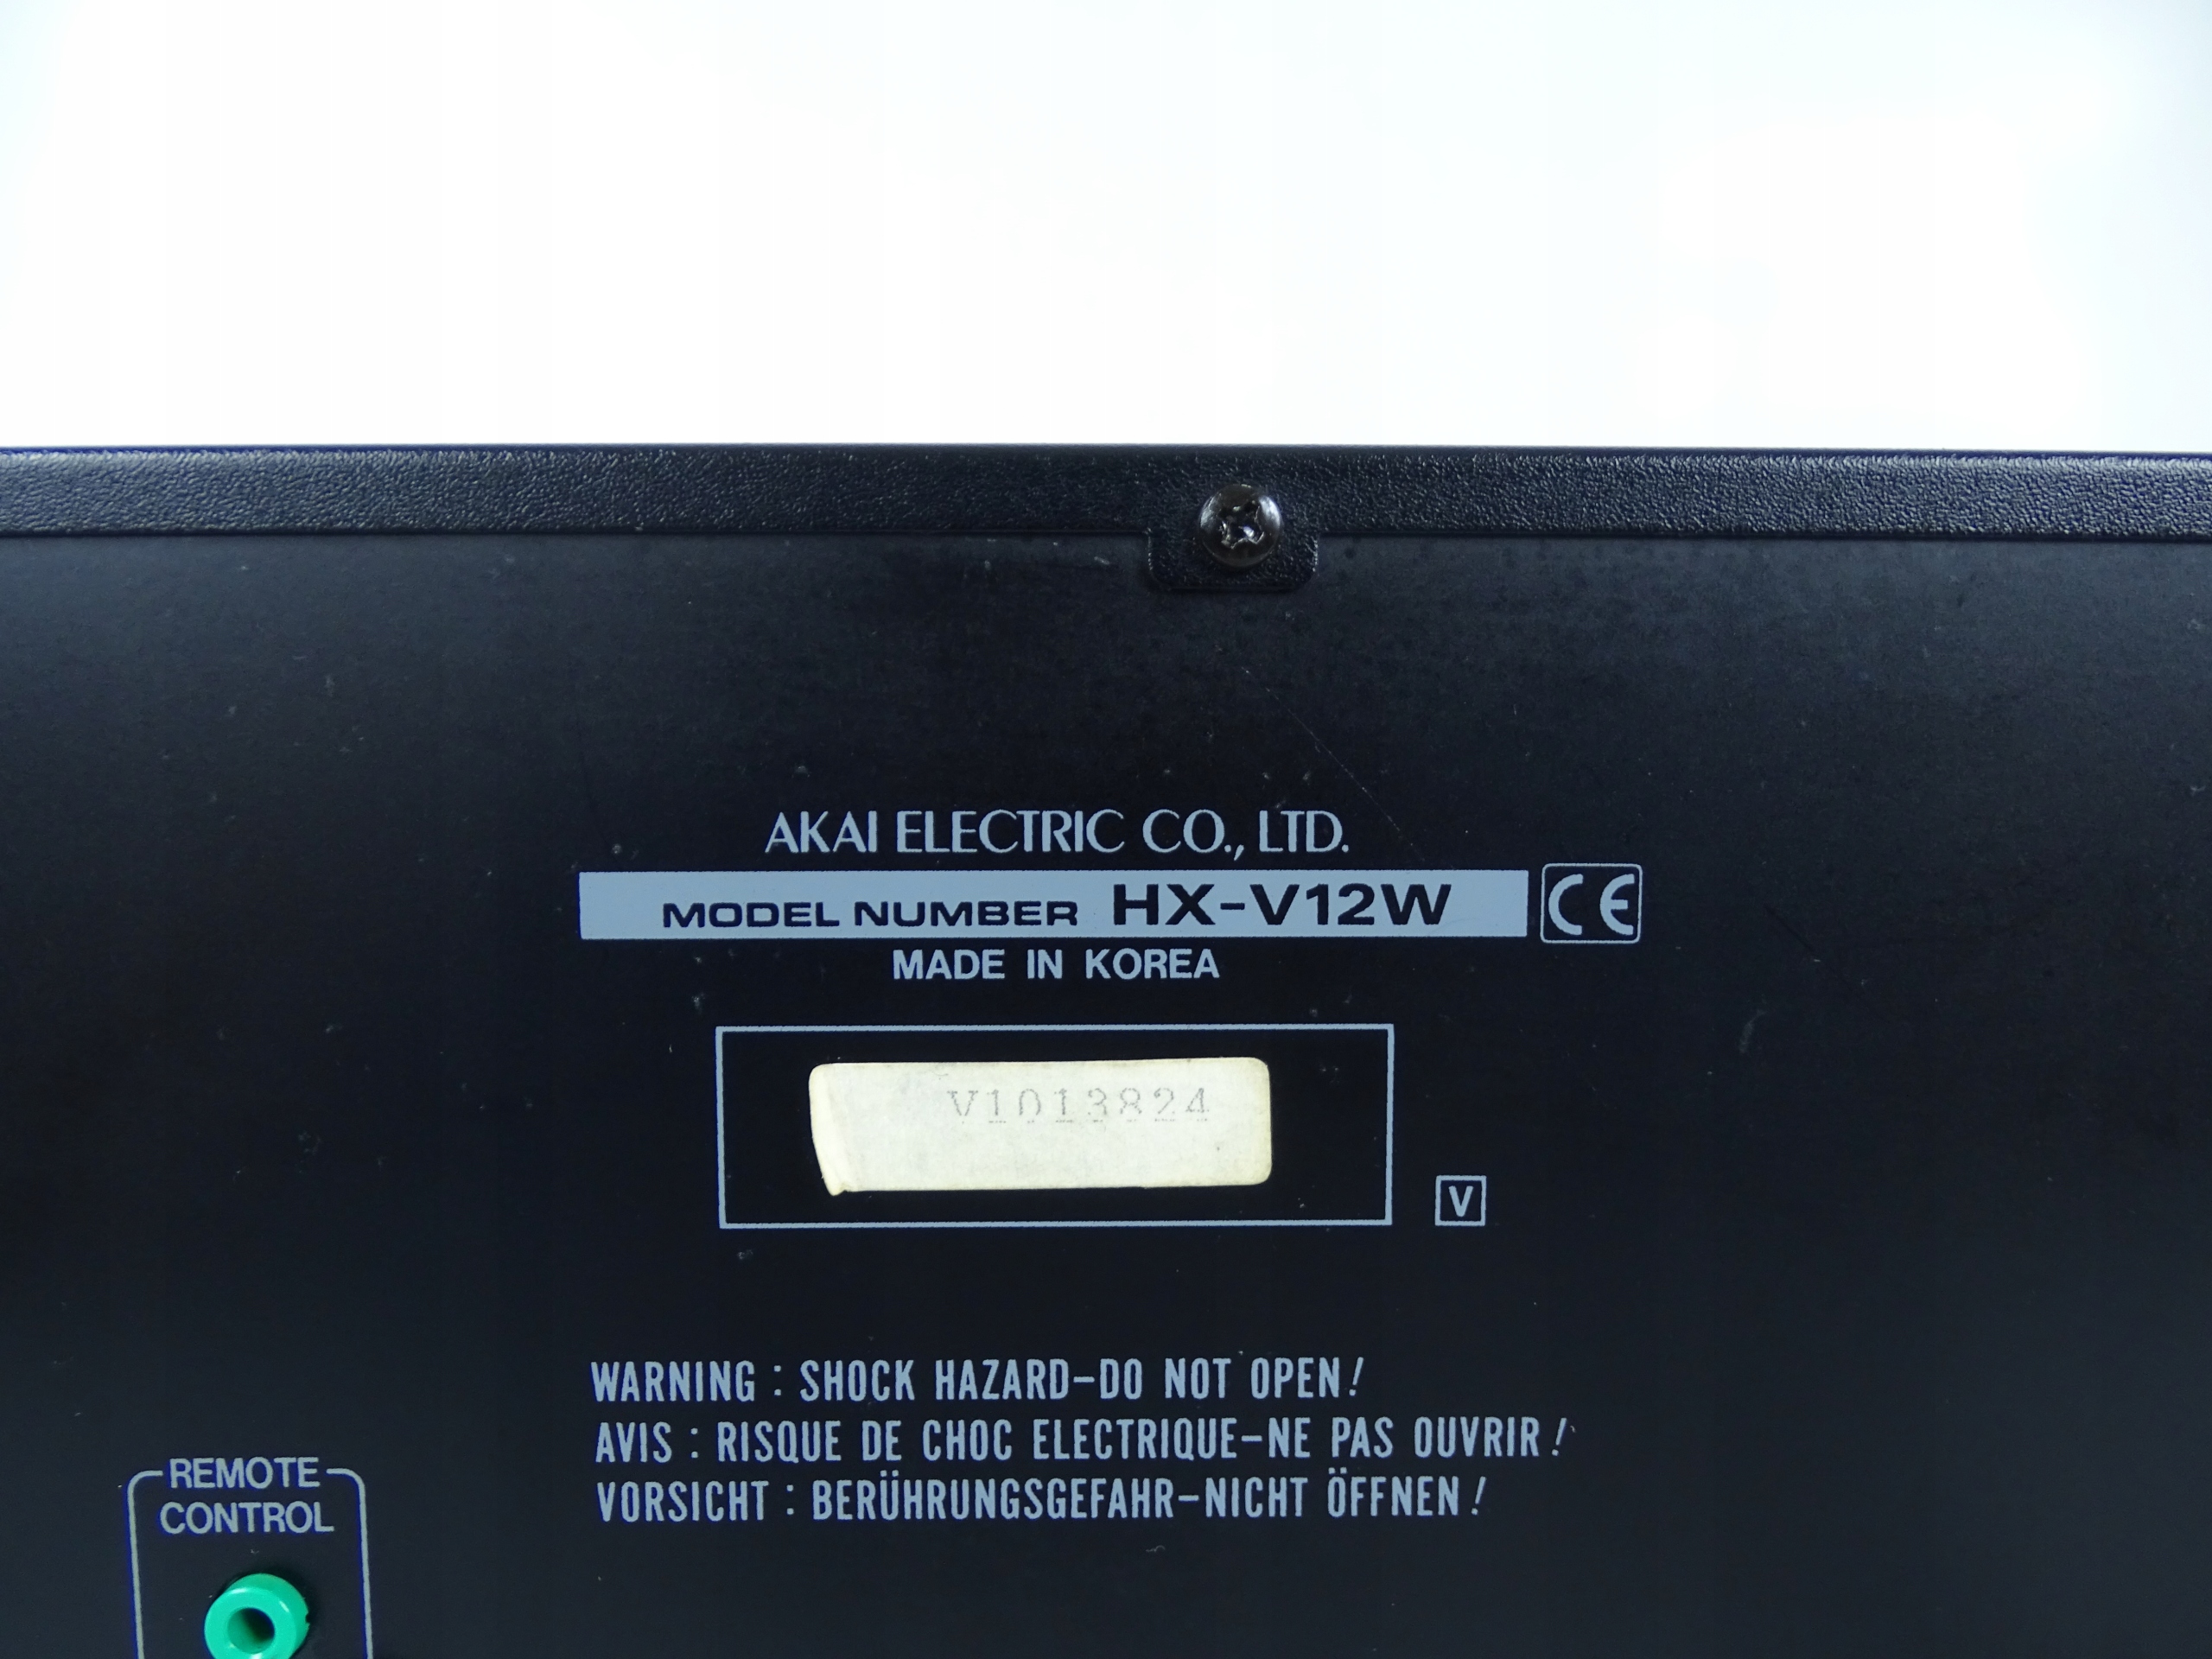 AKAI ELECTRIC CO., LTD.
MODEL NUMBER HX-V12W CE
MADE IN KOREA
V1013824
V
WARNING : SHOCK HAZARD-DO NOT OPEN!
AVIS : RISQUE DE CHOC ELECTRIQUE-NE PAS OUVRIR!
VORSICHT : BERÜHRUNGSGEFAHR-NICHT ÖFFNEN!
REMOTE
CONTROL